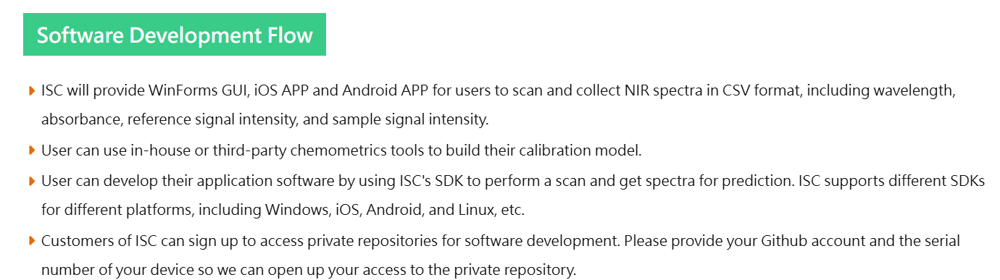 Software Development Flow
ISC will provide WinForms GUI, iOS APP and Android APP for users to scan and collect NIR spectra in CSV format, including wavelength,
absorbance, reference signal intensity, and sample signal intensity.
User can use in-house or third-party chemometrics tools to build their calibration model.
User can develop their application software by using ISC's SDK to perform a scan and get spectra for prediction. ISC supports different SDKs
for different platforms, including Windows, iOS, Android, and Linux, etc.
Customers of ISC can sign up to access private repositories for software development. Please provide your Github account and the serial
number of your device so we can open up your access to the private repository.